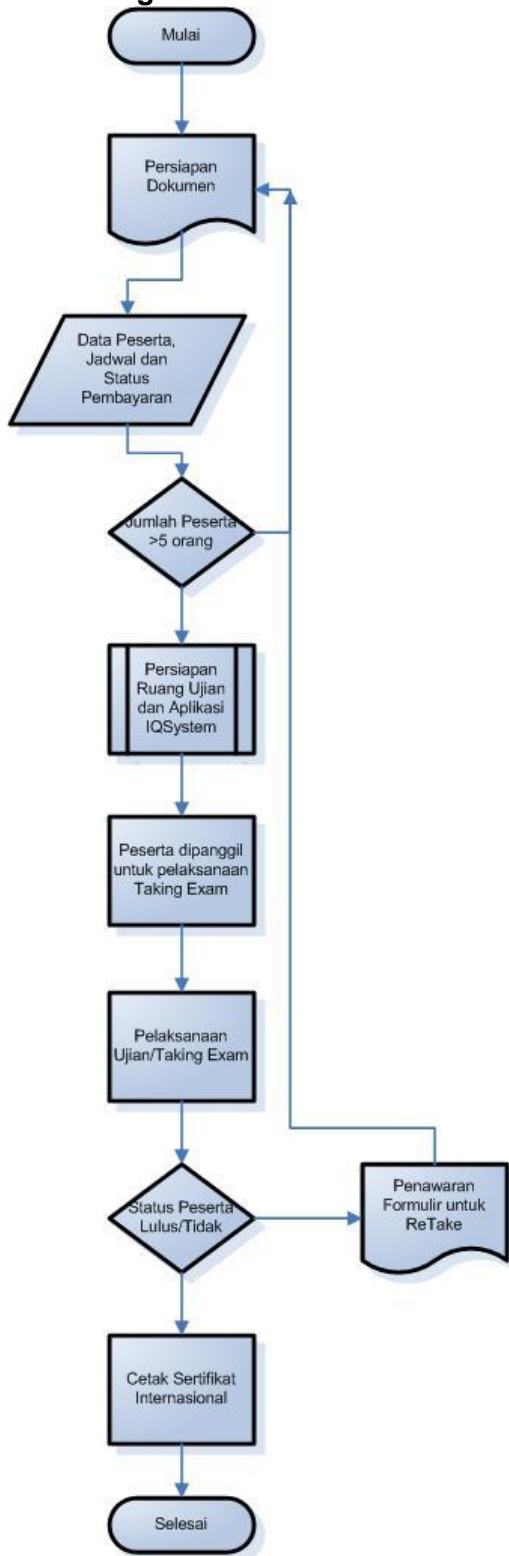 Mulai
Persiapan
Dokumen
Data Peserta,
Jadwal dan
Status
Pembayaran
Jumlah Peserta
>5 orang
Persiapan
Ruang Ujian
dan Aplikasi
IQSystem
Peserta dipanggil
untuk pelaksanaan
Taking Exam
Pelaksanaan
Ujian/Taking Exam
Status Peserta
Lulus/Tidak
Penawaran
Formulir untuk
ReTake
Cetak Sertifikat
Internasional
Selesai